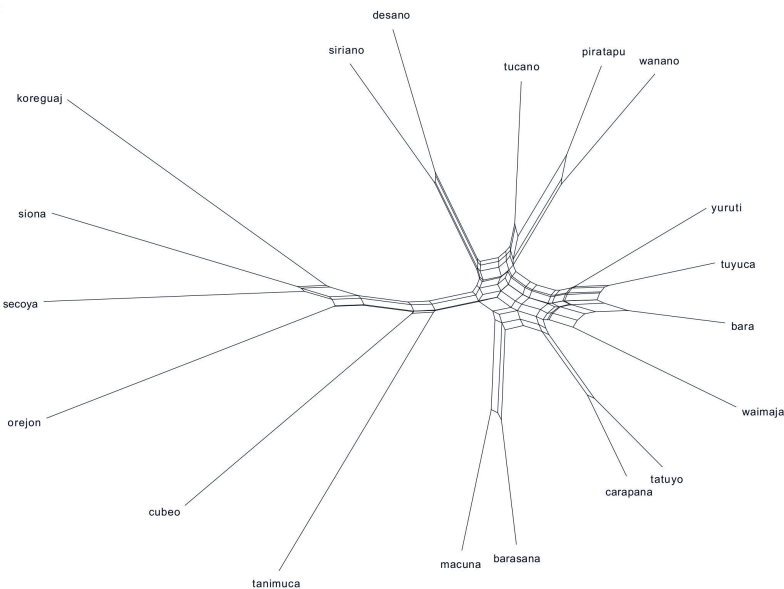 desano
siriano
piratapu
wanano
tucano
koreguaj
yuruti
siona
tuyuca
secoya
bara
waimaja
orejon
tatuyo
carapana
cubeo
barasana
macuna
tanimuca